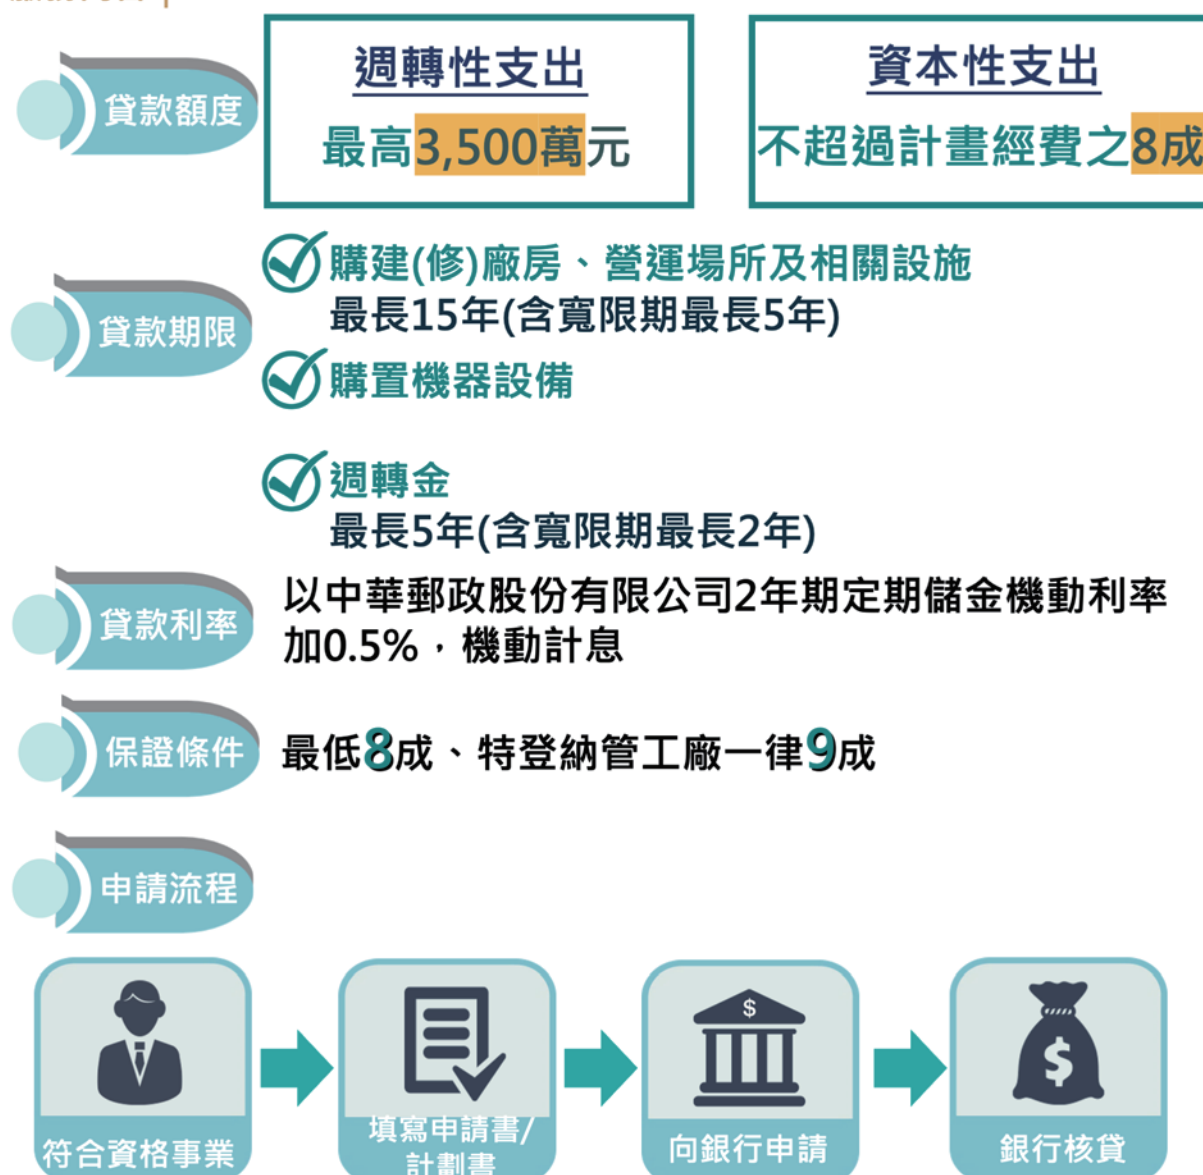 貸款額度
週轉性支出
最高3,500萬元
資本性支出
不超過計畫經費之8成
貸款期限
購建(修)廠房、營運場所及相關設施
最長15年(含寬限期最長5年)
購置機器設備
週轉金
最長5年(含寬限期最長2年)
貸款利率
以中華郵政股份有限公司2年期定期儲金機動利率
加0.5%，機動計息
保證條件
最低8成、特登納管工廠一律9成
申請流程
符合資格事業
填寫申請書/
計劃書
$
向銀行申請
$
銀行核貸